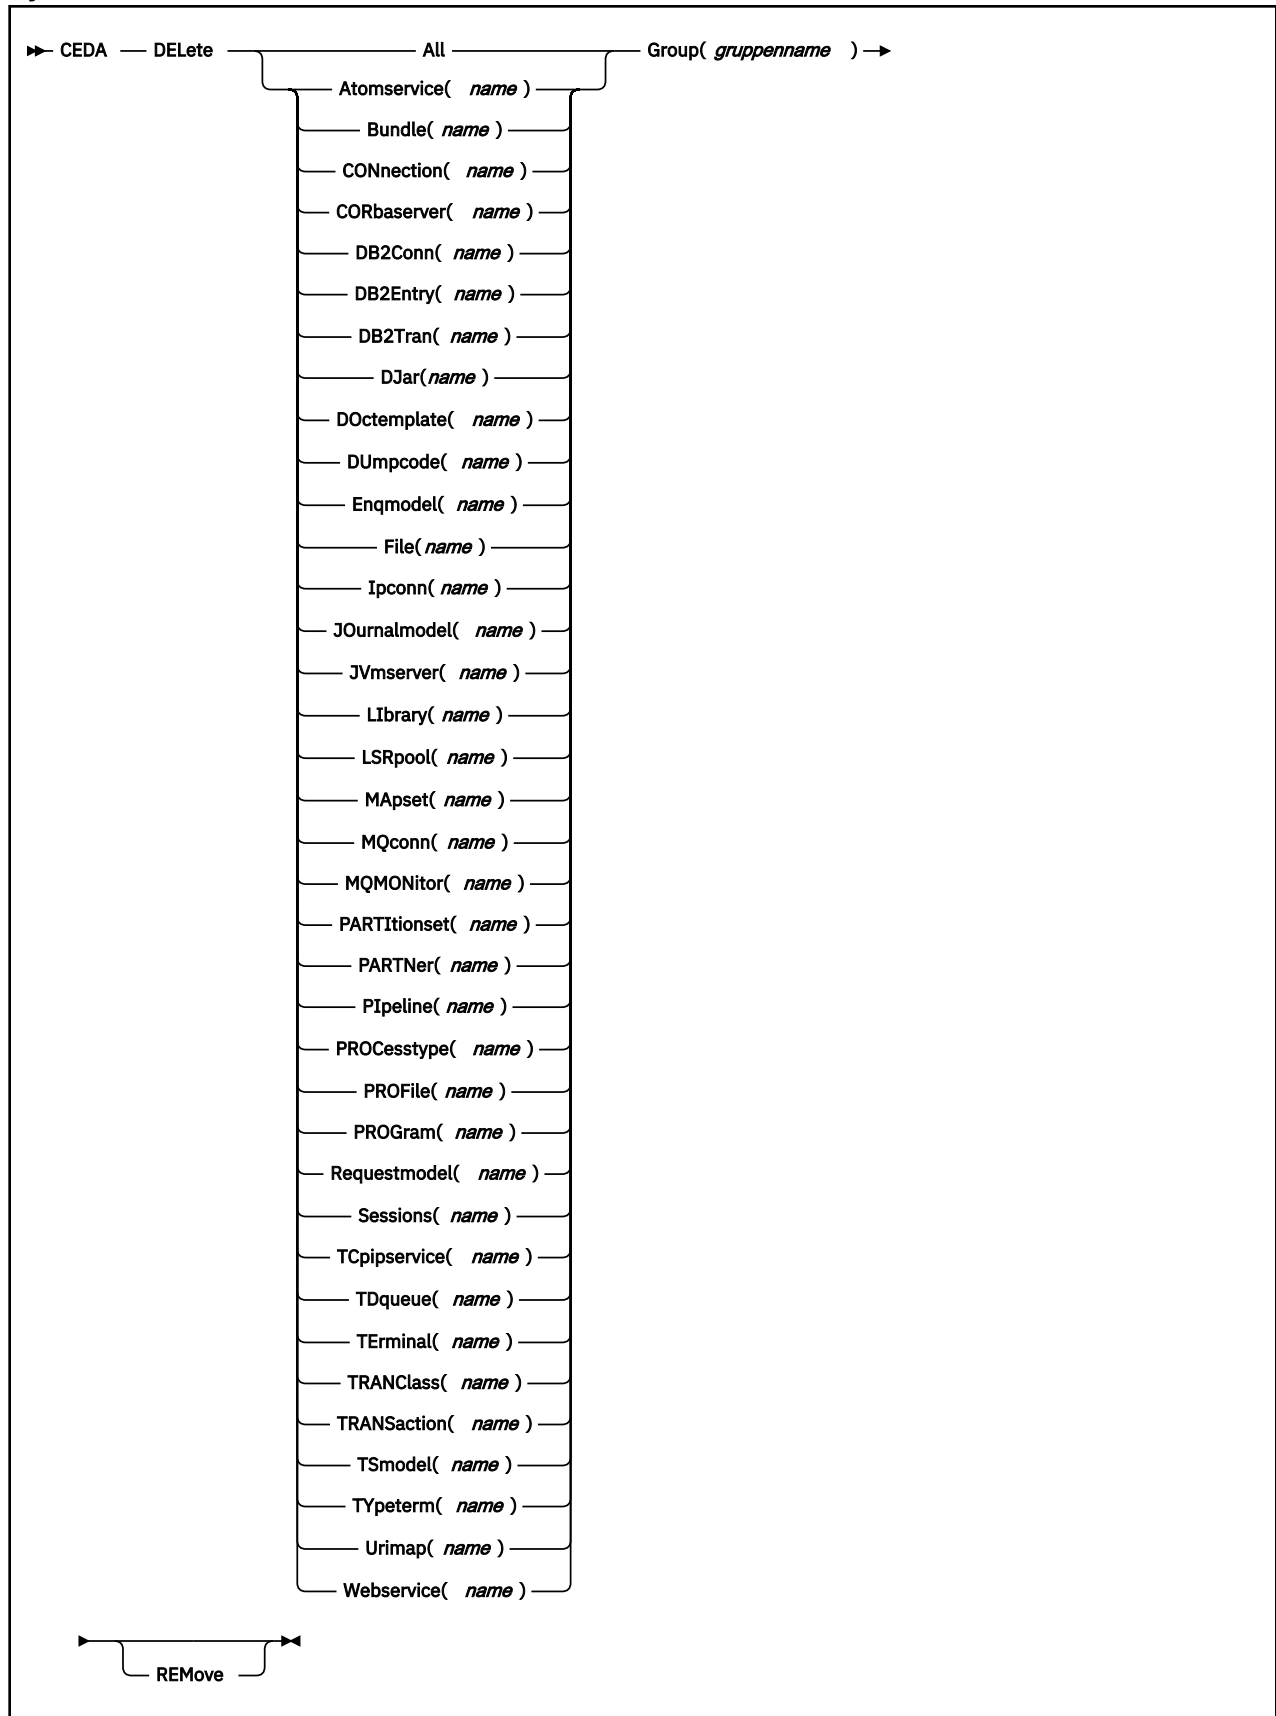 CEDA DELete All Group( gruppenname )
Atomservice( name )
Bundle( name )
CONnection( name )
CORbaserver( name )
DB2Conn( name )
DB2Entry( name )
DB2Tran( name )
DJar(name )
DOctemplate( name )
DUmpcode( name )
Enqmodel( name )
File( name )
Ipconn( name )
JOurnalmodel( name )
JVmserver( name )
LIbrary( name )
LSRpool( name )
MApset( name )
MQconn( name )
MQMONitor( name )
PARTItionset( name )
PARTNer( name )
PIpeline( name )
PROCesstype( name )
PROFile( name )
PROGram( name )
Requestmodel( name )
Sessions( name )
TCpipservice( name )
TDqueue( name )
TErminal( name )
TRANClass( name )
TRANSaction( name )
TSmodel( name )
TYpeterm( name )
Urimap( name )
Webservice( name )
REMove